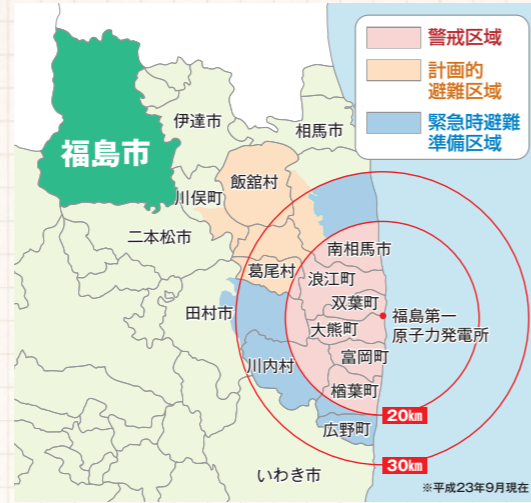 警戒区域
計画的
避難区域
緊急時避難
準備区域
福島市
伊達市
相馬市
飯舘村
川俣町
二本松市
南相馬市
葛尾村
浪江町
双葉町
田村市
大熊町
福島第一
原子力発電所
川内村
富岡町
楢葉町
20km
広野町
30km
いわき市
※平成23年9月現在